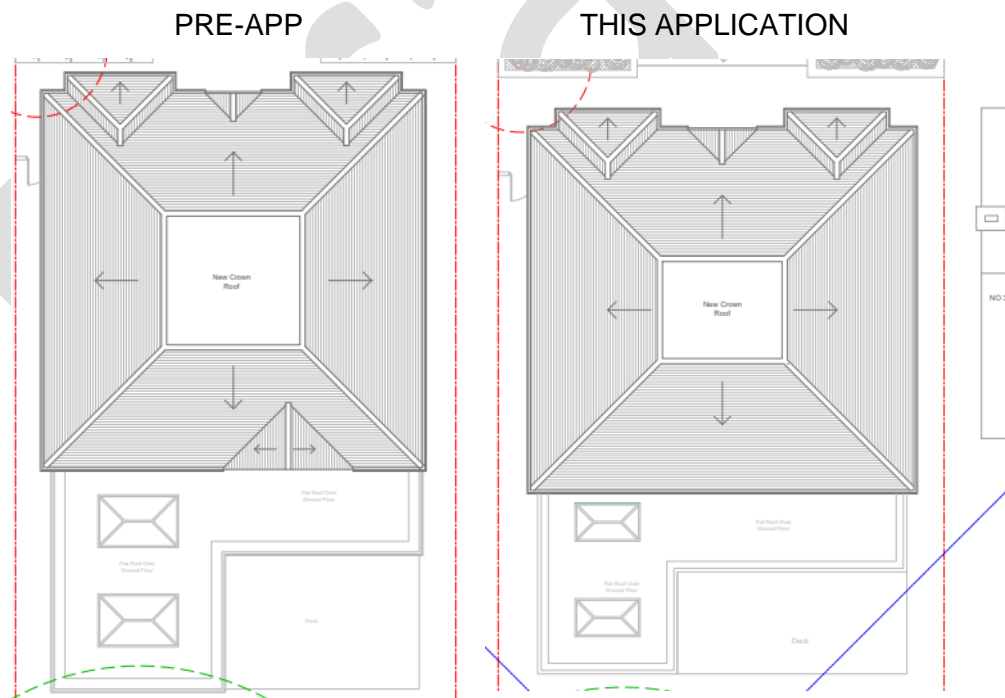 PRE-APP
THIS APPLICATION
New Crown
Roof
Flat Roof Over
Ground Floor
Flat Roof Over
Ground Floor
Deck
New Crown
Roof
Flat Roof Over
Ground Floor
Flat Roof Over
Ground Floor
Deck
NO